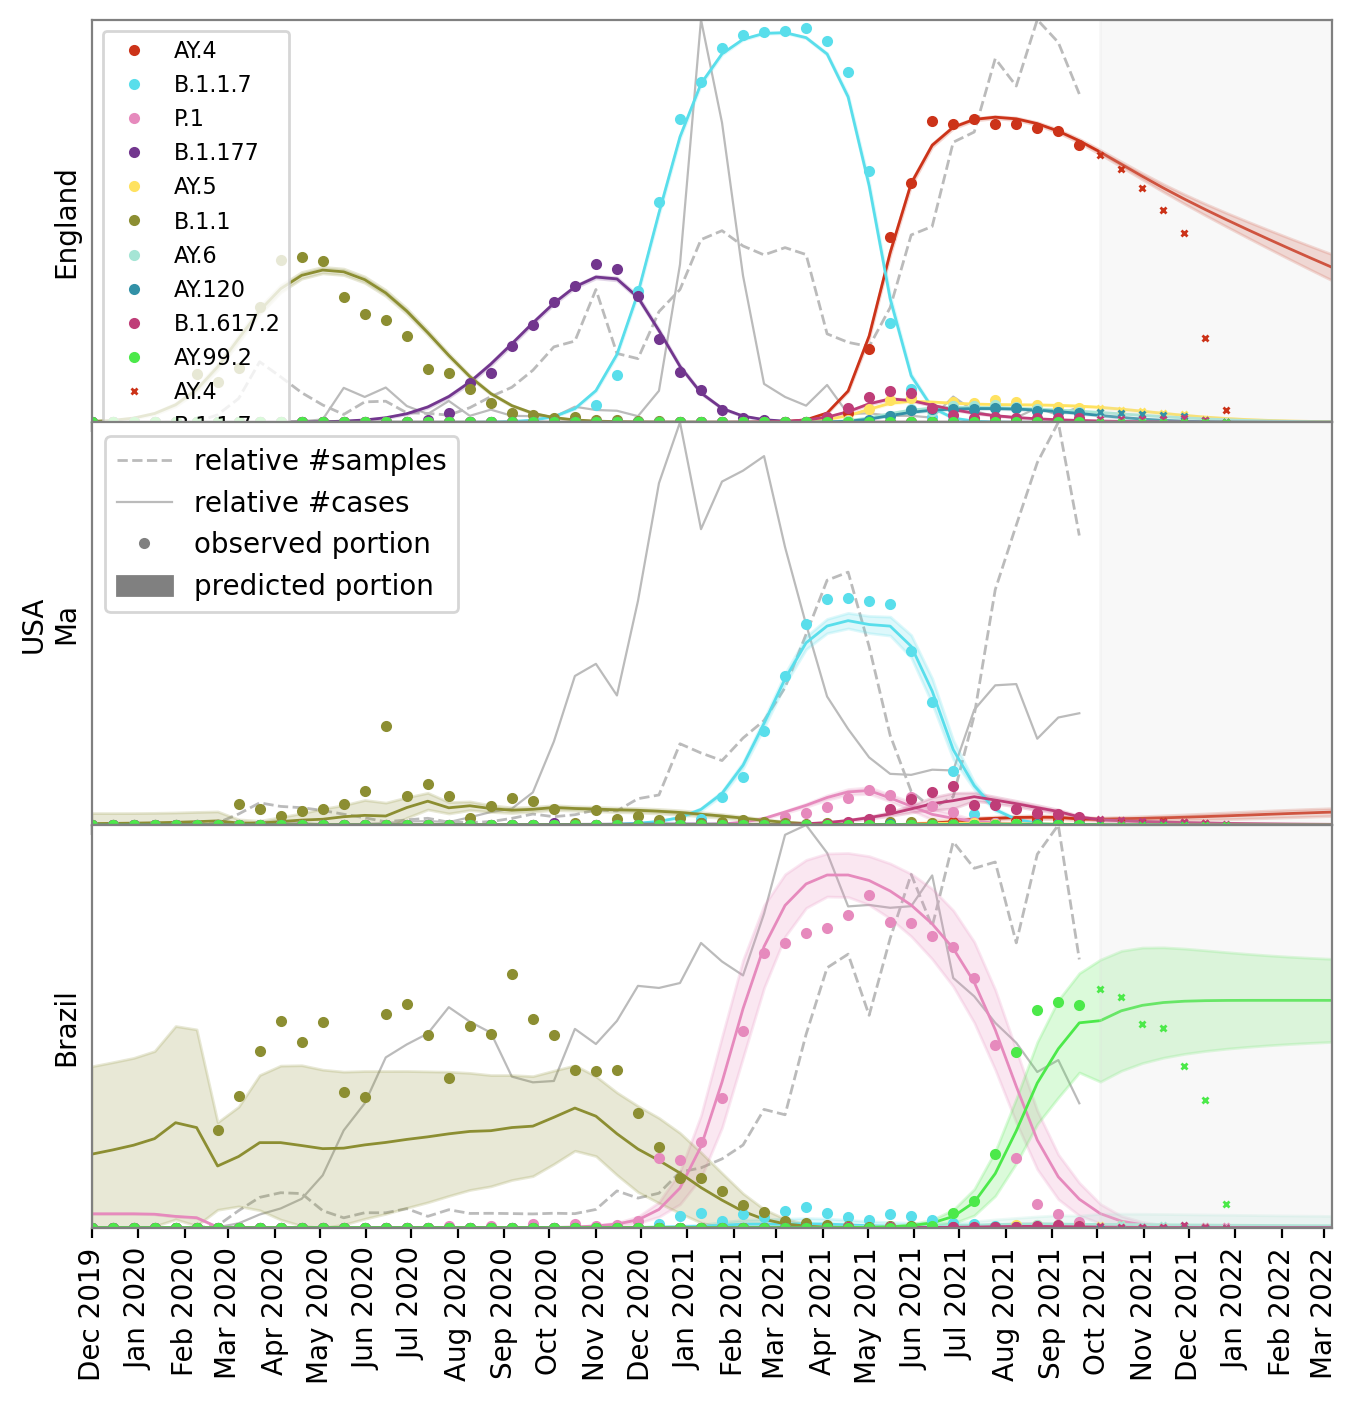 AY.4
B.1.1.7
P.1
B.1.177
AY.5
B.1.1
AY.6
AY.120
B.1.617.2
AY.99.2
AY.4
B.1.1.7
England
relative #samples
relative #cases
observed portion
predicted portion
USA
Ma
Brazil
Dec 2019
Jan 2020
Feb 2020
Mar 2020
Apr 2020
May 2020
Jun 2020
Jul 2020
Aug 2020
Sep 2020
Oct 2020
Nov 2020
Dec 2020
Jan 2021
Feb 2021
Mar 2021
Apr 2021
May 2021
Jun 2021
Jul 2021
Aug 2021
Sep 2021
Oct 2021
Nov 2021
Dec 2021
Jan 2022
Feb 2022
Mar 2022